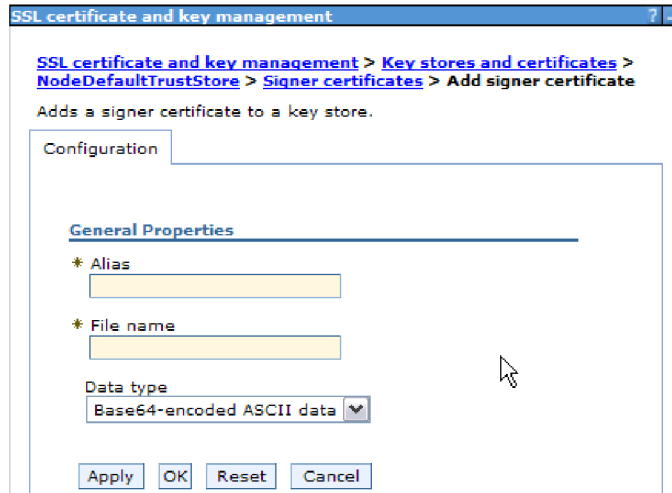 SSL certificate and key management ? -
SSL certificate and key management > Key stores and certificates >
NodeDefaultTrustStore > Signer certificates > Add signer certificate
Adds a signer certificate to a key store.
Configuration
General Properties
* Alias
* File name
Data type
Base64-encoded ASCII data
Apply OK Reset Cancel